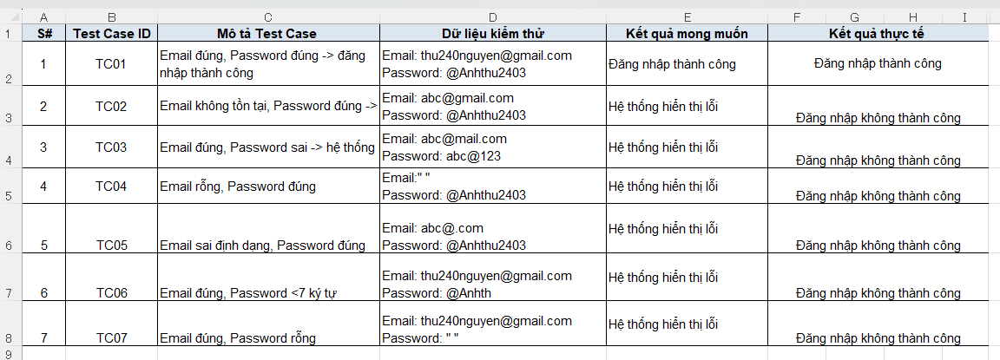 A B C D E F G H I
1 S# Test Case ID Mô tả Test Case Dữ liệu kiểm thử Kết quả mong muốn Kết quả thực tế
2 1 TC01 Email đúng, Password đúng -> đăng
nhập thành công
Email: thu240nguyen@gmail.com
Password: @Anhthu2403
Đăng nhập thành công
Đăng nhập thành công
3 2 TC02 Email không tồn tại, Password đúng ->
Email: abc@gmail.com
Password: @Anhthu2403
Hệ thống hiển thị lỗi
Đăng nhập không thành công
4 3 TC03 Email đúng, Password sai -> hệ thống
Email: abc@mail.com
Password: abc@123
Hệ thống hiển thị lỗi
Đăng nhập không thành công
5 4 TC04 Email rỗng, Password đúng
Email:" "
Password: @Anhthu2403
Hệ thống hiển thị lỗi
Đăng nhập không thành công
6 5 TC05 Email sai định dạng, Password đúng
Email: abc@.com
Password: @Anhthu2403
Hệ thống hiển thị lỗi
Đăng nhập không thành công
7 6 TC06 Email đúng, Password <7 ký tự
Email: thu240nguyen@gmail.com
Password: @Anhth
Hệ thống hiển thị lỗi
Đăng nhập không thành công
8 7 TC07 Email đúng, Password rỗng
Email: thu240nguyen@gmail.com
Password: " "
Hệ thống hiển thị lỗi
Đăng nhập không thành công
9